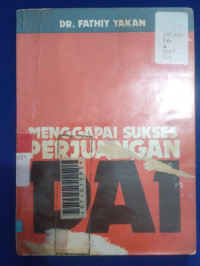 DR. FATHIY YAKAN
MENGGAPAI SUKSES
PERJUANGAN
DA'I